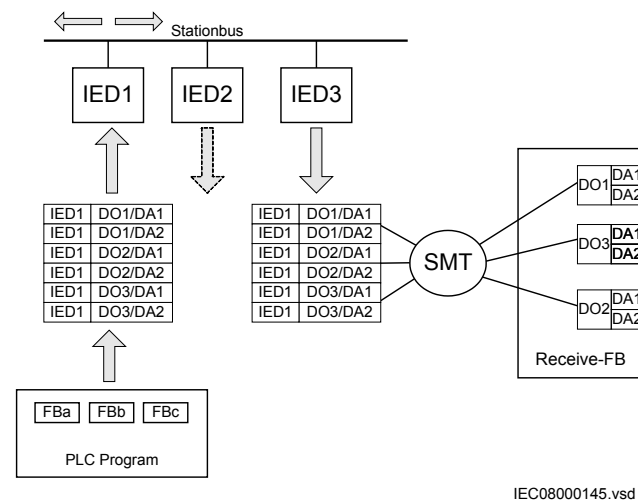 Stationbus
IED1
IED2
IED3
IED1 DO1/DA1
IED1 DO1/DA2
IED1 DO2/DA1
IED1 DO2/DA2
IED1 DO3/DA1
IED1 DO3/DA2
IED1 DO1/DA1
IED1 DO1/DA2
IED1 DO2/DA1
IED1 DO2/DA2
IED1 DO3/DA1
IED1 DO3/DA2
SMT
DO1 DA1
DA2
DO3 DA1
DA2
DO2 DA1
DA2
Receive-FB
FBa FBb FBc
PLC Program
IEC08000145.vsd